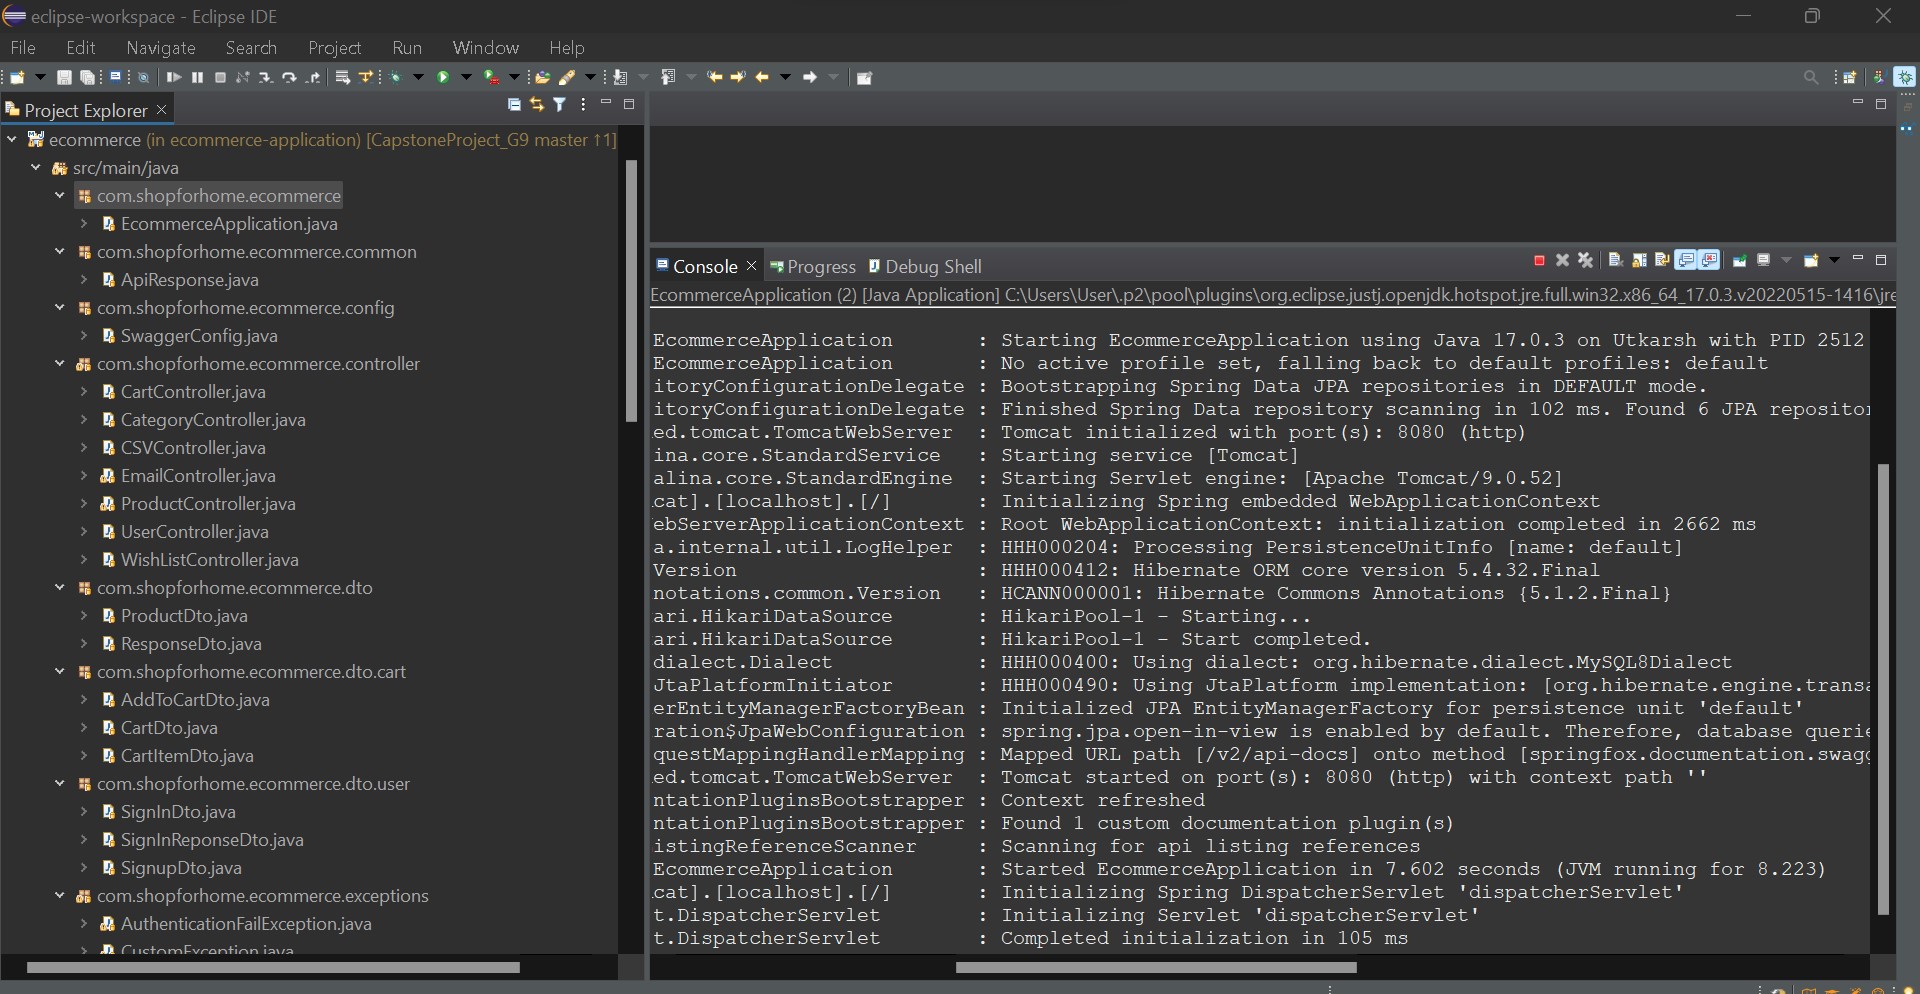 eclipse-workspace - Eclipse IDE
File Edit Navigate Search Project Run Window Help
Project Explorer
ecommerce (in ecommerce-application) [CapstoneProject_G9 master ↑1]
src/main/java
com.shopforhome.ecommerce
EcommerceApplication.java
com.shopforhome.ecommerce.common
ApiResponse.java
com.shopforhome.ecommerce.config
SwaggerConfig.java
com.shopforhome.ecommerce.controller
CartController.java
CategoryController.java
CSVController.java
EmailController.java
ProductController.java
UserController.java
WishListController.java
com.shopforhome.ecommerce.dto
ProductDto.java
ResponseDto.java
com.shopforhome.ecommerce.dto.cart
AddToCartDto.java
CartDto.java
CartItemDto.java
com.shopforhome.ecommerce.dto.user
SignInDto.java
SignInReponseDto.java
SignupDto.java
com.shopforhome.ecommerce.exceptions
AuthenticationFailException.java
CustomException.java
Console Progress Debug Shell
EcommerceApplication (2) [Java Application] C:\Users\User\.p2\pool\plugins\org.eclipse.justj.openjdk.hotspot.jre.full.win32.x86_64_17.0.3.v20220515-1416\jre
EcommerceApplication : Starting EcommerceApplication using Java 17.0.3 on Utkarsh with PID 2512
EcommerceApplication : No active profile set, falling back to default profiles: default
itoryConfigurationDelegate : Bootstrapping Spring Data JPA repositories in DEFAULT mode.
itoryConfigurationDelegate : Finished Spring Data repository scanning in 102 ms. Found 6 JPA repositor
ed.tomcat.TomcatWebServer : Tomcat initialized with port(s): 8080 (http)
ina.core.StandardService : Starting service [Tomcat]
alina.core.StandardEngine : Starting Servlet engine: [Apache Tomcat/9.0.52]
cat].[localhost].[/] : Initializing Spring embedded WebApplicationContext
ebServerApplicationContext : Root WebApplicationContext: initialization completed in 2662 ms
a.internal.util.LogHelper : HHH000204: Processing PersistenceUnitInfo [name: default]
Version : HHH000412: Hibernate ORM core version 5.4.32.Final
notations.common.Version : HCANN000001: Hibernate Commons Annotations {5.1.2.Final}
ari.HikariDataSource : HikariPool-1 - Starting...
ari.HikariDataSource : HikariPool-1 - Start completed.
dialect.Dialect : HHH000400: Using dialect: org.hibernate.dialect.MySQL8Dialect
JtaPlatformInitiator : HHH000490: Using JtaPlatform implementation: [org.hibernate.engine.transa
erEntityManagerFactoryBean : Initialized JPA EntityManagerFactory for persistence unit 'default'
ration$JpaWebConfiguration : spring.jpa.open-in-view is enabled by default. Therefore, database querie
questMappingHandlerMapping : Mapped URL path [/v2/api-docs] onto method [springfox.documentation.swagg
ed.tomcat.TomcatWebServer : Tomcat started on port(s): 8080 (http) with context path ''
ntationPluginsBootstrapper : Context refreshed
ntationPluginsBootstrapper : Found 1 custom documentation plugin(s)
istingReferenceScanner : Scanning for api listing references
EcommerceApplication : Started EcommerceApplication in 7.602 seconds (JVM running for 8.223)
cat].[localhost].[/] : Initializing Spring DispatcherServlet 'dispatcherServlet'
t.DispatcherServlet : Initializing Servlet 'dispatcherServlet'
t.DispatcherServlet : Completed initialization in 105 ms